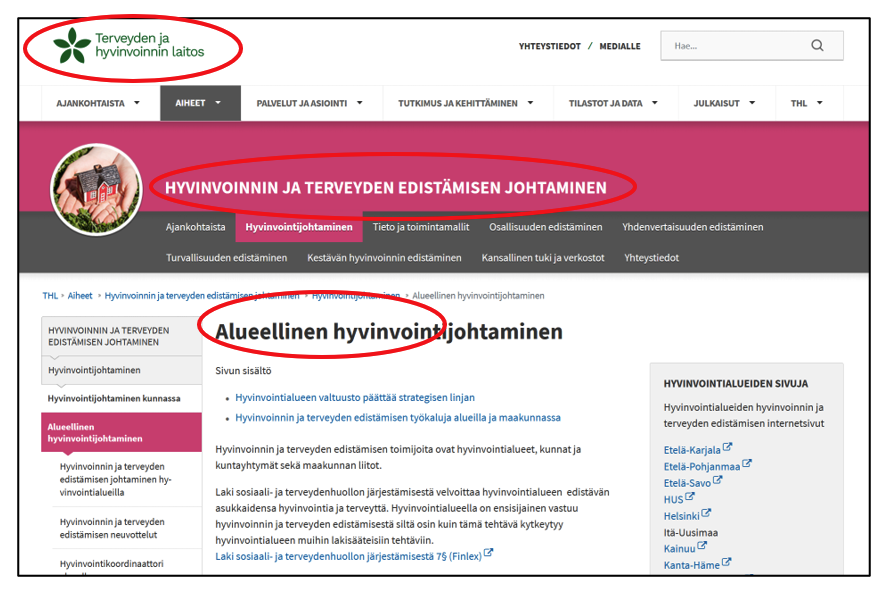 Terveyden ja
hyvinvoinnin laitos
YHTEYSTIEDOT / MEDIALLE
Hae...
AJANKOHTAISTA
AIHEET
PALVELUT JA ASIOINTI
TUTKIMUS JA KEHITTÄMINEN
TILASTOT JA DATA
JULKAISUT
THL
HYVINVOINNIN JA TERVEYDEN EDISTÄMISEN JOHTAMINEN
Ajankohtaista Hyvinvointijohtaminen Tieto ja toimintamallit Osallisuuden edistäminen Yhdenvertaisuuden edistäminen
Turvallisuuden edistäminen Kestävän hyvinvoinnin edistäminen Kansallinen tuki ja verkostot Yhteystiedot
THL › Aiheet › Hyvinvoinnin ja terveyden edistämisen johtaminen › Hyvinvointijohtaminen › Alueellinen hyvinvointijohtaminen
HYVINVOINNIN JA TERVEYDEN
EDISTÄMISEN JOHTAMINEN
Hyvinvointijohtaminen
Hyvinvointijohtaminen kunnassa
Alueellinen
hyvinvointijohtaminen
Hyvinvoinnin ja terveyden
edistämisen johtaminen hy-
vinvointialueilla
Hyvinvoinnin ja terveyden
edistämisen neuvottelut
Hyvinvointikoordinaattori
Alueellinen hyvinvointijohtaminen
Sivun sisältö
• Hyvinvointialueen valtuusto päättää strategisen linjan
• Hyvinvoinnin ja terveyden edistämisen työkaluja alueilla ja maakunnassa
Hyvinvoinnin ja terveyden edistämisen toimijoita ovat hyvinvointialueet, kunnat ja
kuntayhtymät sekä maakunnan liitot.
Laki sosiaali- ja terveydenhuollon järjestämisestä velvoittaa hyvinvointialueen edistävän
asukkaidensa hyvinvointia ja terveyttä. Hyvinvointialueella on ensisijainen vastuu
hyvinvoinnin ja terveyden edistämisestä siltä osin kuin tämä tehtävä kytkeytyy
hyvinvointialueen muihin lakisääteisiin tehtäviin.
Laki sosiaali- ja terveydenhuollon järjestämisestä 7§ (Finlex)
HYVINVOINTIALUEIDEN SIVUJA
Hyvinvointialueiden hyvinvoinnin ja
terveyden edistämisen internetsivut
Etelä-Karjala
Etelä-Pohjanmaa
Etelä-Savo
HUS
Helsinki
Itä-Uusimaa
Kainuu
Kanta-Häme